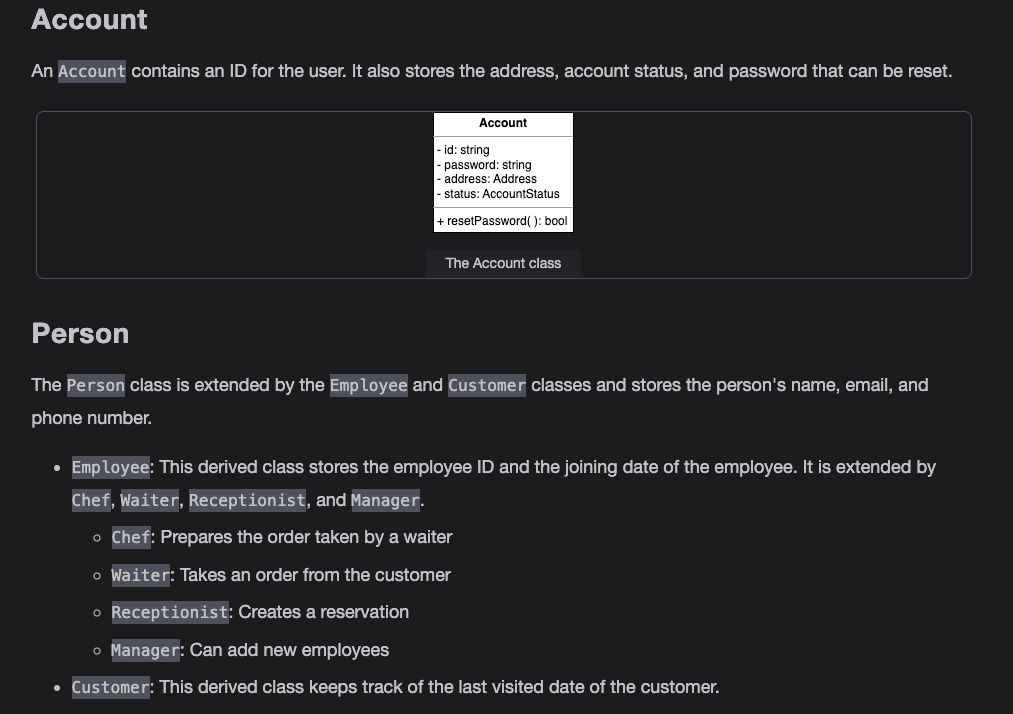 Account
An Account contains an ID for the user. It also stores the address, account status, and password that can be reset.
Account
- id: string
- password: string
- address: Address
- status: AccountStatus
+ resetPassword( ): bool
The Account class
Person
The Person class is extended by the Employee and Customer classes and stores the person's name, email, and
phone number.
• Employee: This derived class stores the employee ID and the joining date of the employee. It is extended by
Chef, Waiter, Receptionist, and Manager.
◦ Chef: Prepares the order taken by a waiter
◦ Waiter: Takes an order from the customer
◦ Receptionist: Creates a reservation
◦ Manager: Can add new employees
• Customer: This derived class keeps track of the last visited date of the customer.